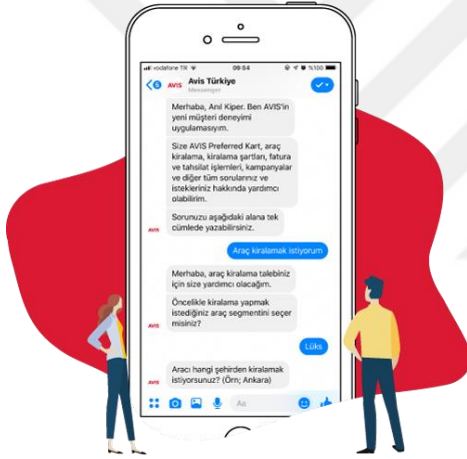 vodafone TR 09:54 %100
5 AVIS Avis Türkiye
Messenger
Merhaba, Anıl Kiper. Ben AVIS'in
yeni müşteri deneyimi
uygulamasıyım.
Size AVIS Preferred Kart, araç
kiralama, kiralama şartları, fatura
ve tahsilat işlemleri, kampanyalar
ve diğer tüm sorularınız ve
istekleriniz hakkında yardımcı
olabilirim.
Sorunuzu aşağıdaki alana tek
cümlede yazabilirsiniz.
AVIS
Araç kiralamak istiyorum
Merhaba, araç kiralama talebiniz
için size yardımcı olacağım.
Öncelikle kiralama yapmak
istediğiniz araç segmentini seçer
misiniz?
AVIS
Lüks
Aracı hangi şehirden kiralamak
istiyorsunuz? (Örn; Ankara)
AVIS
Aa